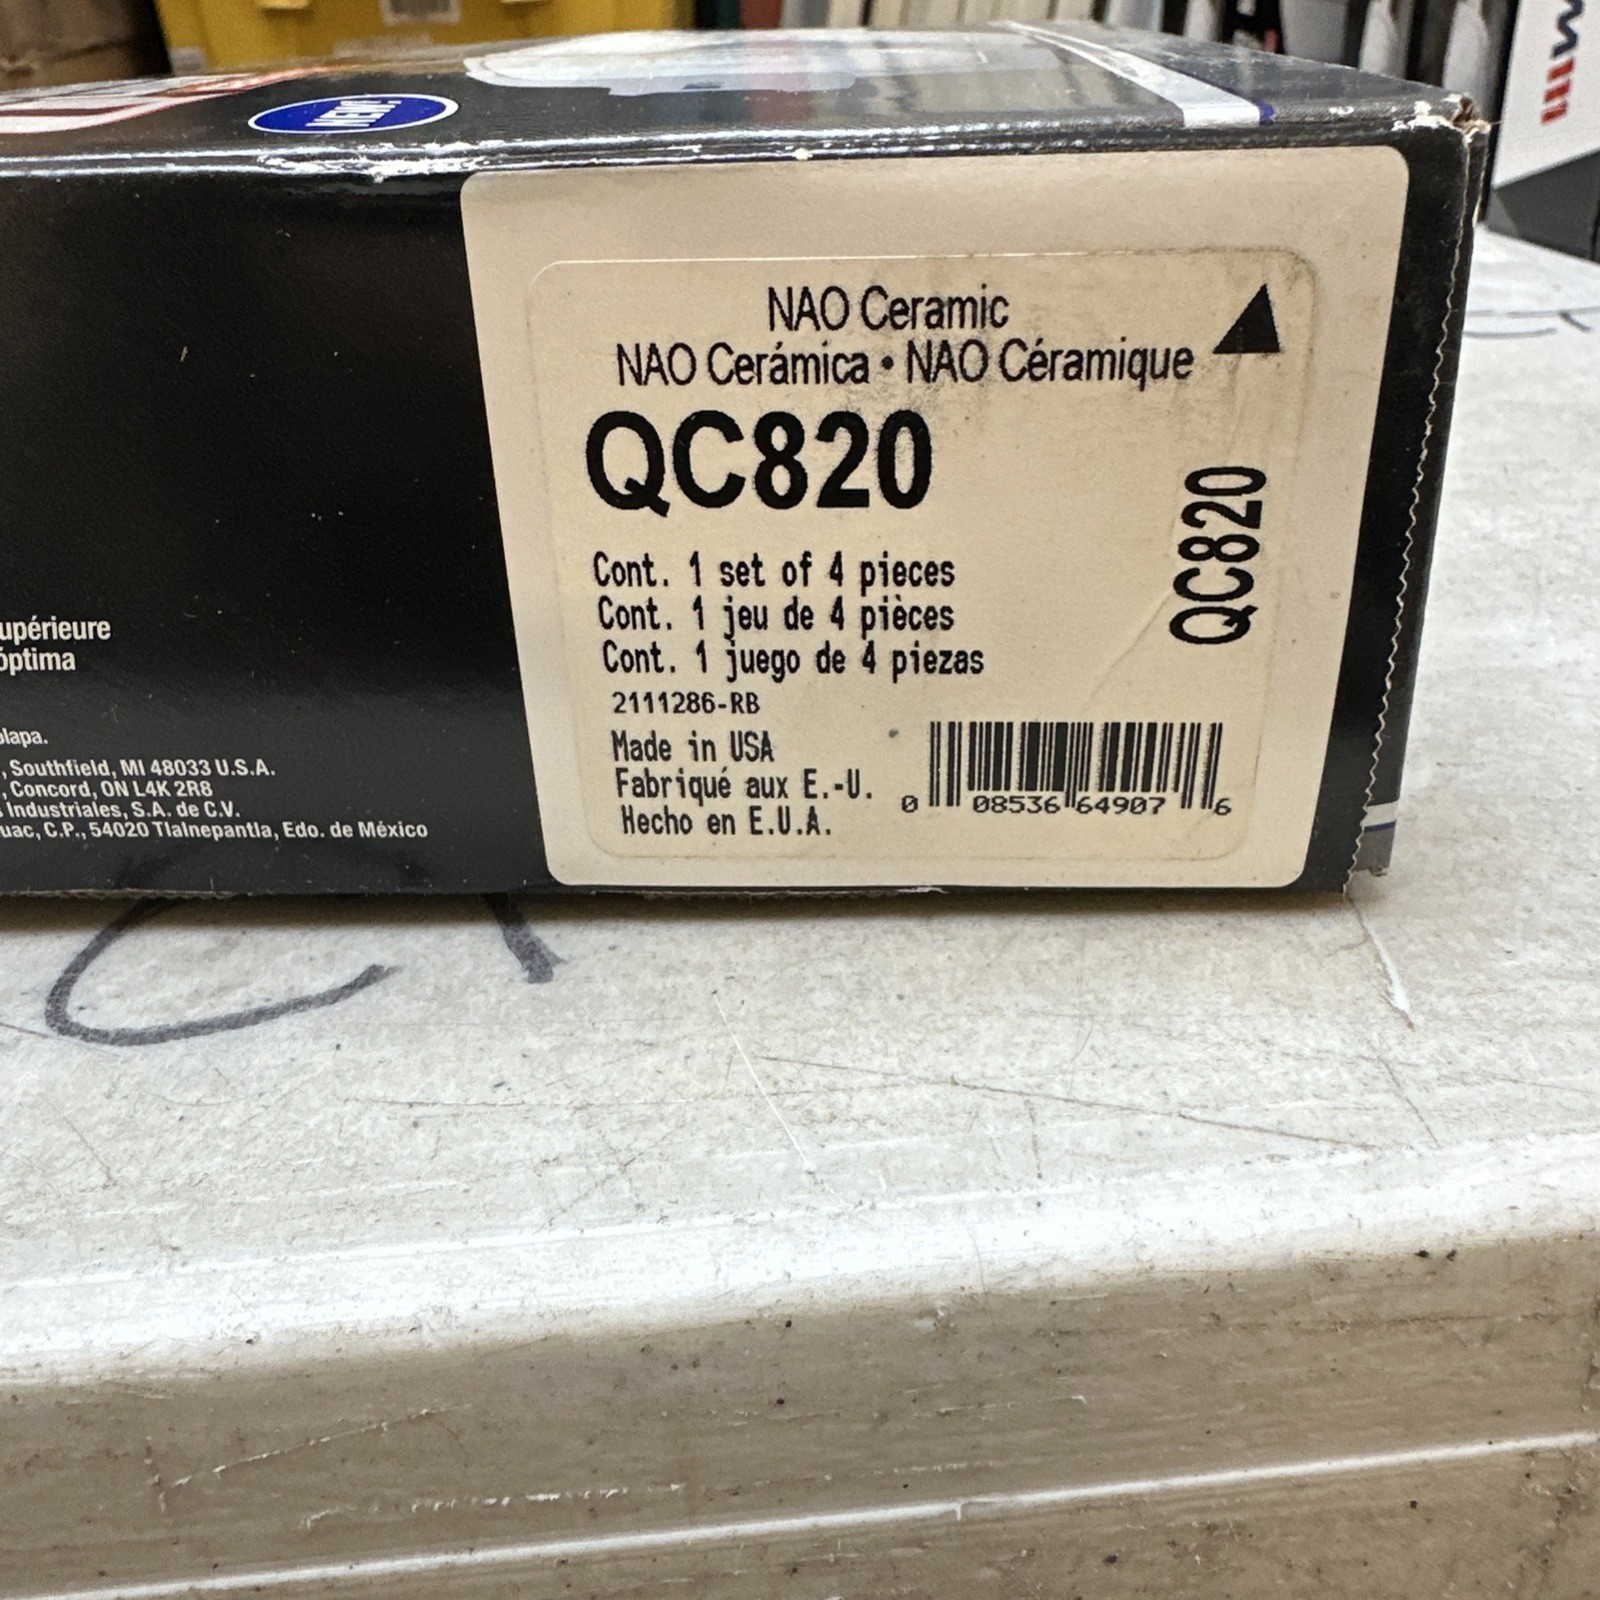 NEW!
NAO Ceramic
NAO Cerámica • NAO Céramique
QC820
QC820
Cont. 1 set of 4 pieces
Cont. 1 jeu de 4 pièces
Cont. 1 juego de 4 piezas
2111286-RB
Made in USA
Fabriqué aux E.-U.
Hecho en E.U.A.
0 08536 64907 6
upérieure
óptima
olapa.
, Southfield, MI 48033 U.S.A.
, Concord, ON L4K 2R8
s Industriales, S.A. de C.V.
uac, C.P., 54020 Tlalnepantla, Edo. de México